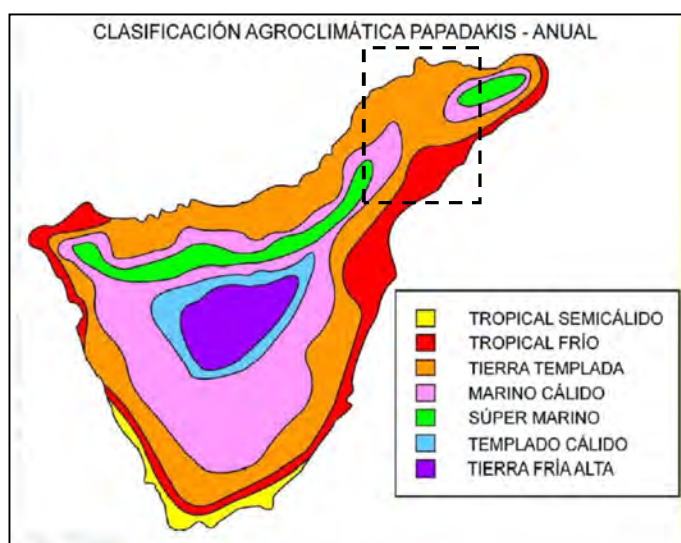 CLASIFICACIÓN AGROCLIMÁTICA PAPADAKIS - ANUAL
TROPICAL SEMICÁLIDO
TROPICAL FRÍO
TIERRA TEMPLADA
MARINO CÁLIDO
SÚPER MARINO
TEMPLADO CÁLIDO
TIERRA FRÍA ALTA